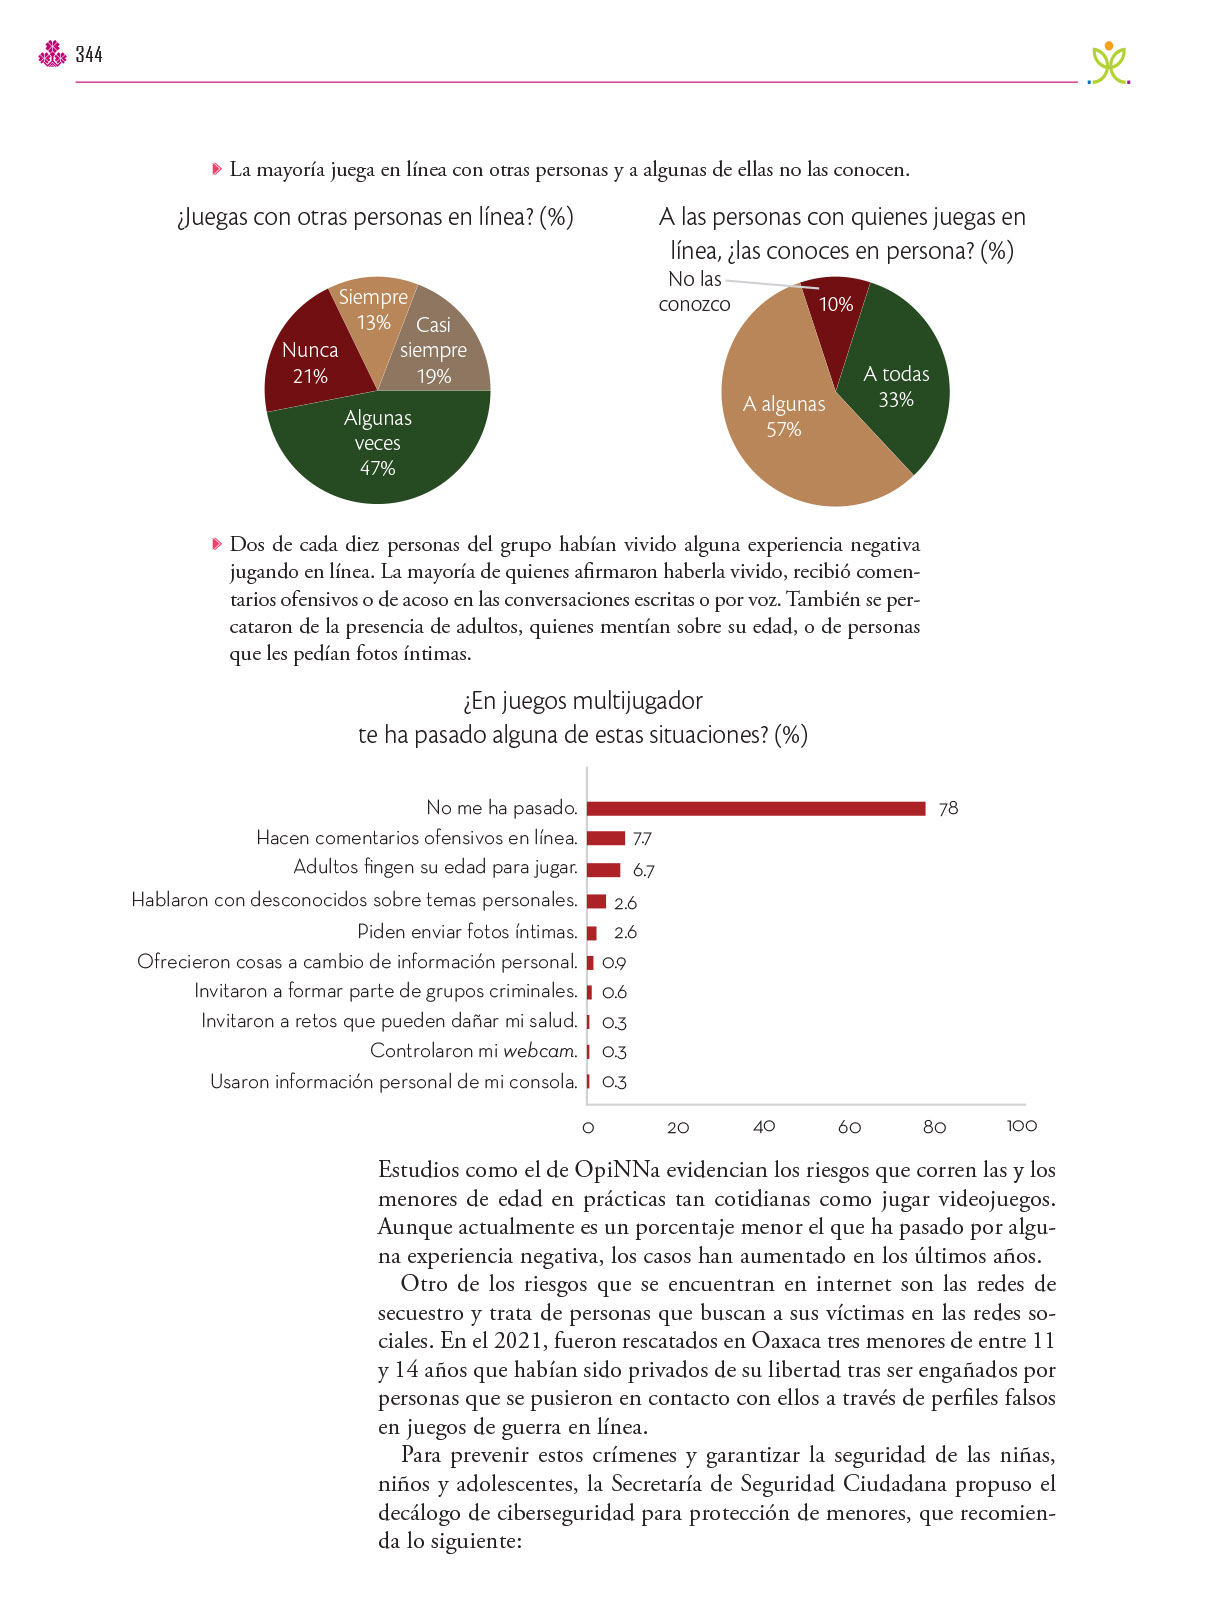 344
La mayoría juega en línea con otras personas y a algunas de ellas no las conocen.
¿Juegas con otras personas en línea? (%)
Siempre
13%
Casi
siempre
19%
Nunca
21%
Algunas
veces
47%
A las personas con quienes juegas en
línea, ¿las conoces en persona? (%)
No las
conozco
10%
A todas
33%
A algunas
57%
Dos de cada diez personas del grupo habían vivido alguna experiencia negativa
jugando en línea. La mayoría de quienes afirmaron haberla vivido, recibió comen-
tarios ofensivos o de acoso en las conversaciones escritas o por voz. También se per-
cataron de la presencia de adultos, quienes mentían sobre su edad, o de personas
que les pedían fotos íntimas.
¿En juegos multijugador
te ha pasado alguna de estas situaciones? (%)
No me ha pasado. 78
Hacen comentarios ofensivos en línea. 7.7
Adultos fingen su edad para jugar. 6.7
Hablaron con desconocidos sobre temas personales. 2.6
Piden enviar fotos íntimas. 2.6
Ofrecieron cosas a cambio de información personal. 0.9
Invitaron a formar parte de grupos criminales. 0.6
Invitaron a retos que pueden dañar mi salud. 0.3
Controlaron mi webcam. 0.3
Usaron información personal de mi consola. 0.3
0 20 40 60 80 100
Estudios como el de OpiNNa evidencian los riesgos que corren las y los
menores de edad en prácticas tan cotidianas como jugar videojuegos.
Aunque actualmente es un porcentaje menor el que ha pasado por algu-
na experiencia negativa, los casos han aumentado en los últimos años.
Otro de los riesgos que se encuentran en internet son las redes de
secuestro y trata de personas que buscan a sus víctimas en las redes so-
ciales. En el 2021, fueron rescatados en Oaxaca tres menores de entre 11
y 14 años que habían sido privados de su libertad tras ser engañados por
personas que se pusieron en contacto con ellos a través de perfiles falsos
en juegos de guerra en línea.
Para prevenir estos crímenes y garantizar la seguridad de las niñas,
niños y adolescentes, la Secretaría de Seguridad Ciudadana propuso el
decálogo de ciberseguridad para protección de menores, que recomien-
da lo siguiente: